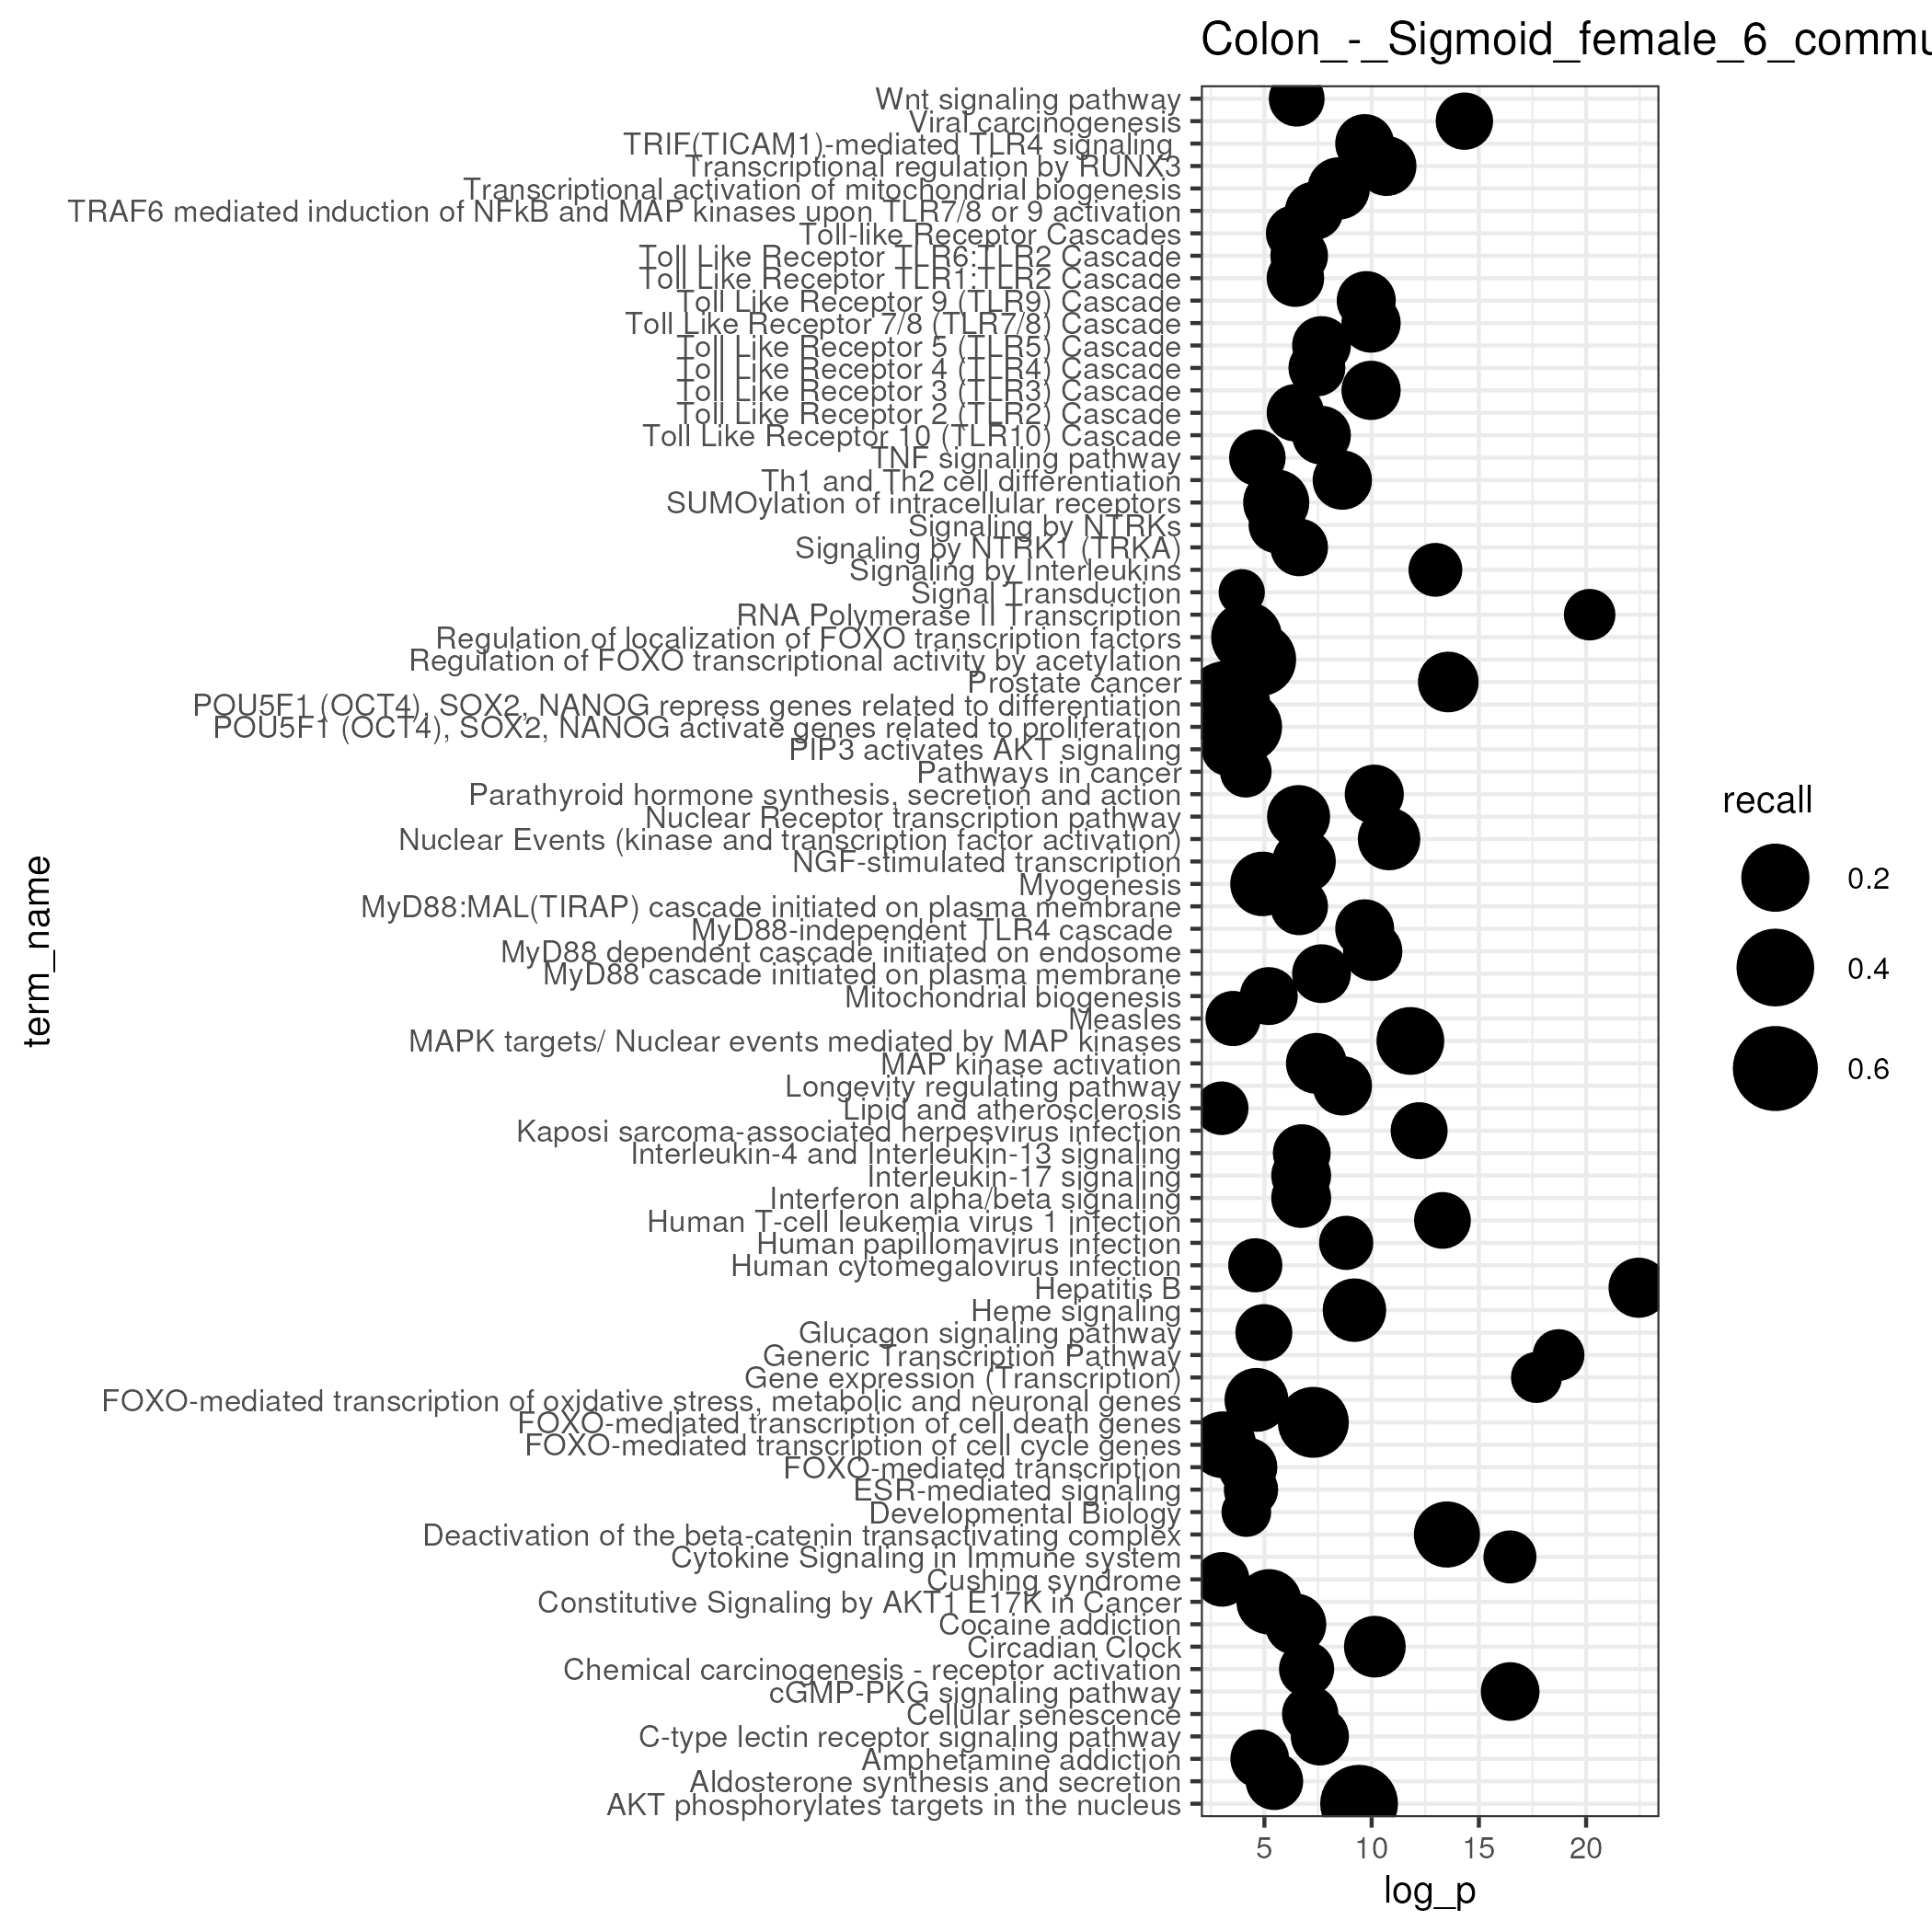 Colon_-_Sigmoid_female_6_commu
Wnt signaling pathway
Viral carcinogenesis
TRIF(TICAM1)-mediated TLR4 signaling
Transcriptional regulation by RUNX3
Transcriptional activation of mitochondrial biogenesis
TRAF6 mediated induction of NFkB and MAP kinases upon TLR7/8 or 9 activation
Toll-like Receptor Cascades
Toll Like Receptor TLR6:TLR2 Cascade
Toll Like Receptor TLR1:TLR2 Cascade
Toll Like Receptor 9 (TLR9) Cascade
Toll Like Receptor 7/8 (TLR7/8) Cascade
Toll Like Receptor 5 (TLR5) Cascade
Toll Like Receptor 4 (TLR4) Cascade
Toll Like Receptor 3 (TLR3) Cascade
Toll Like Receptor 2 (TLR2) Cascade
Toll Like Receptor 10 (TLR10) Cascade
TNF signaling pathway
Th1 and Th2 cell differentiation
SUMOylation of intracellular receptors
Signaling by NTRKs
Signaling by NTRK1 (TRKA)
Signaling by Interleukins
Signal Transduction
RNA Polymerase II Transcription
Regulation of localization of FOXO transcription factors
Regulation of FOXO transcriptional activity by acetylation
Prostate cancer
POU5F1 (OCT4), SOX2, NANOG repress genes related to differentiation
POU5F1 (OCT4), SOX2, NANOG activate genes related to proliferation
PIP3 activates AKT signaling
Pathways in cancer
Parathyroid hormone synthesis, secretion and action
Nuclear Receptor transcription pathway
Nuclear Events (kinase and transcription factor activation)
NGF-stimulated transcription
Myogenesis
MyD88:MAL(TIRAP) cascade initiated on plasma membrane
MyD88-independent TLR4 cascade
MyD88 dependent cascade initiated on endosome
MyD88 cascade initiated on plasma membrane
Mitochondrial biogenesis
Measles
MAPK targets/ Nuclear events mediated by MAP kinases
MAP kinase activation
Longevity regulating pathway
Lipid and atherosclerosis
Kaposi sarcoma-associated herpesvirus infection
Interleukin-4 and Interleukin-13 signaling
Interleukin-17 signaling
Interferon alpha/beta signaling
Human T-cell leukemia virus 1 infection
Human papillomavirus infection
Human cytomegalovirus infection
Hepatitis B
Heme signaling
Glucagon signaling pathway
Generic Transcription Pathway
Gene expression (Transcription)
FOXO-mediated transcription of oxidative stress, metabolic and neuronal genes
FOXO-mediated transcription of cell death genes
FOXO-mediated transcription of cell cycle genes
FOXO-mediated transcription
ESR-mediated signaling
Developmental Biology
Deactivation of the beta-catenin transactivating complex
Cytokine Signaling in Immune system
Cushing syndrome
Constitutive Signaling by AKT1 E17K in Cancer
Cocaine addiction
Circadian Clock
Chemical carcinogenesis - receptor activation
cGMP-PKG signaling pathway
Cellular senescence
C-type lectin receptor signaling pathway
Amphetamine addiction
Aldosterone synthesis and secretion
AKT phosphorylates targets in the nucleus
term_name
5 10 15 20
log_p
recall
0.2
0.4
0.6